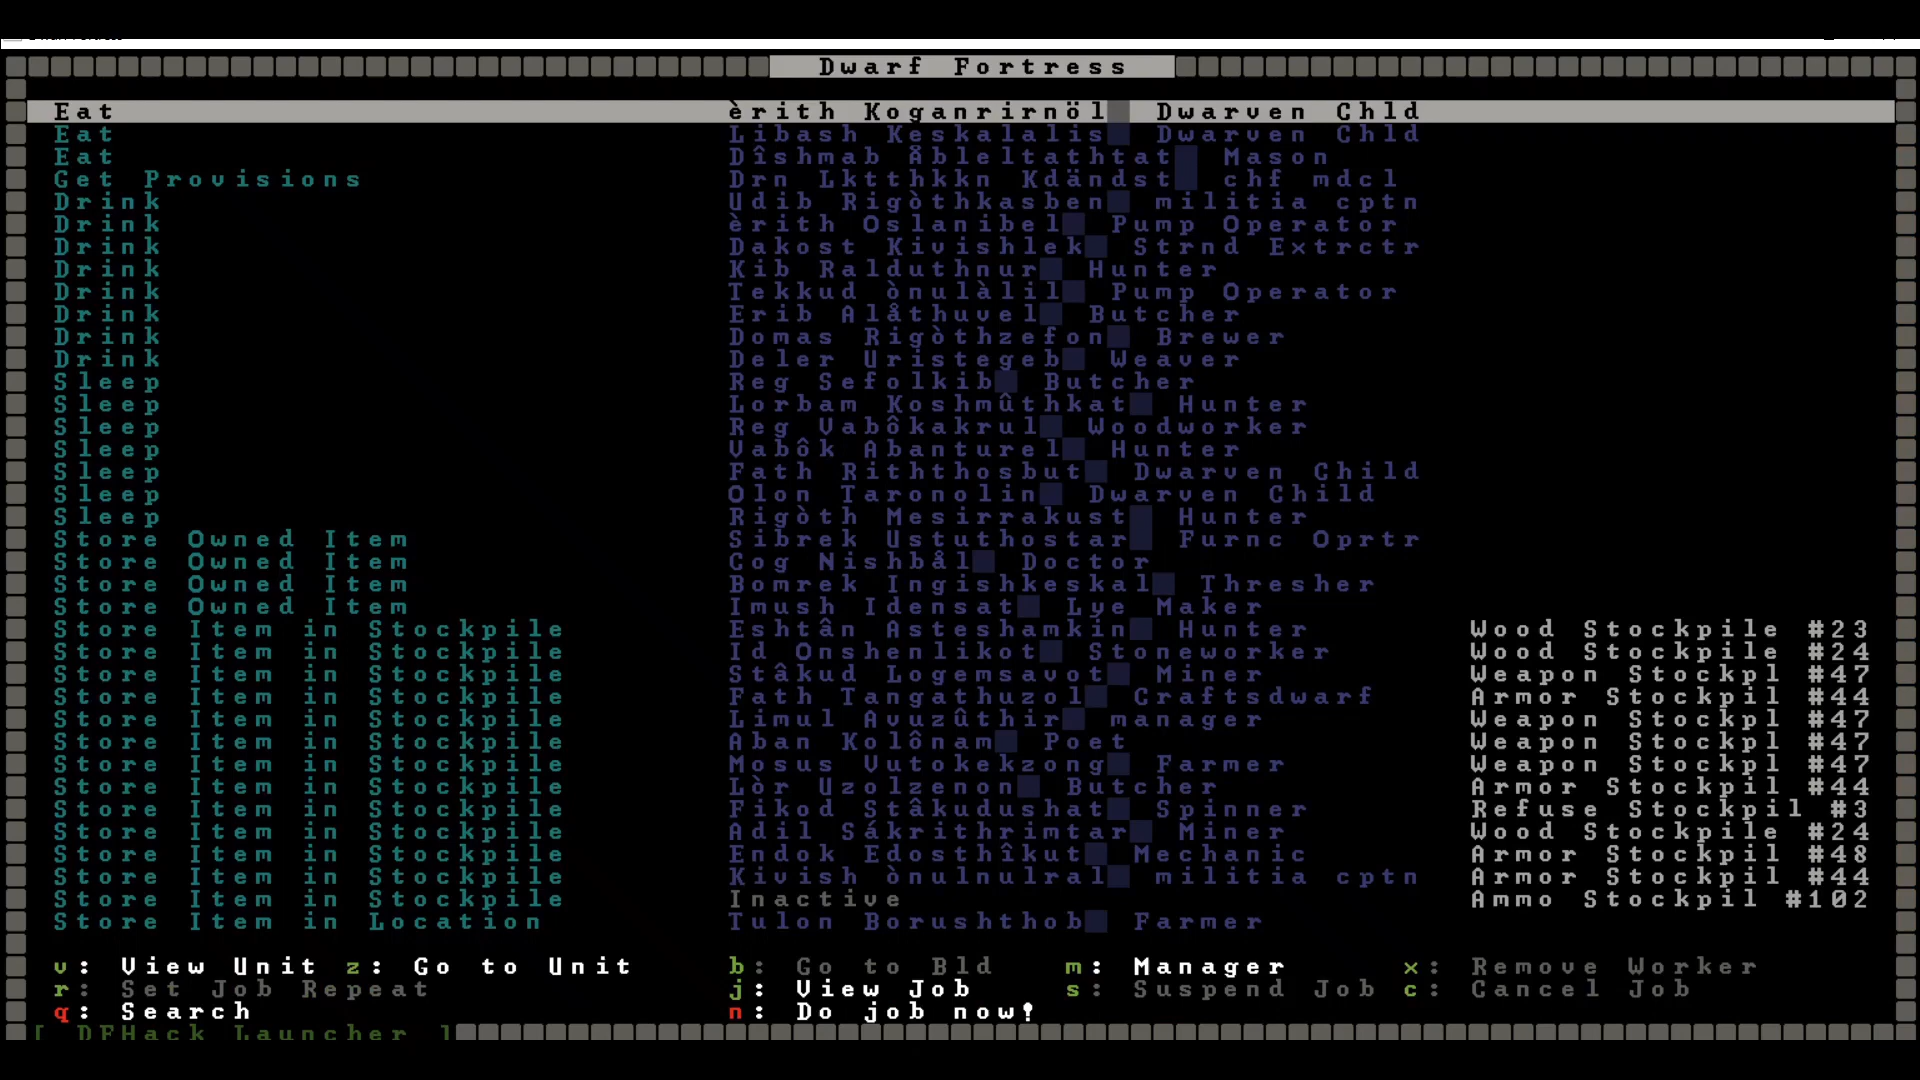 Dwarf Fortress
Eat èrith Koganrirnöl Dwarven Chld
Eat Libash Keskalalis Dwarven Chld
Eat Dîshmab Åbleltathtat Mason
Get Provisions Drn Lktthkkn Kdändst chf mdcl
Drink Udib Rigòthkasben militia cptn
Drink èrith Oslanibel Pump Operator
Drink Dakost Kivishlek Strnd Extrctr
Drink Kib Ralduthnur Hunter
Drink Tekkud ònulàlil Pump Operator
Drink Erib Alåthuvel Butcher
Drink Domas Rigòthzefon Brewer
Drink Deler Uristegeb Weaver
Sleep Reg Sefolkib Butcher
Sleep Lorbam Koshmûthkat Hunter
Sleep Reg Vabôkakrul Woodworker
Sleep Vabôk Abanturel Hunter
Sleep Fath Riththosbut Dwarven Child
Sleep Olon Taronolin Dwarven Child
Sleep Rigòth Mesirrakust Hunter
Store Owned Item Sibrek Ustuthostar Furnc Oprtr
Store Owned Item Cog Nishbål Doctor
Store Owned Item Bomrek Ingishkeskal Thresher
Store Owned Item Imush Idensat Lye Maker
Store Item in Stockpile Eshtân Asteshamkin Hunter Wood Stockpile #23
Store Item in Stockpile Id Onshenlikot Stoneworker Wood Stockpile #24
Store Item in Stockpile Stâkud Logemsavot Miner Weapon Stockpl #47
Store Item in Stockpile Fath Tangathuzol Craftsdwarf Armor Stockpil #44
Store Item in Stockpile Limul Avuzûthir manager Weapon Stockpl #47
Store Item in Stockpile Aban Kolônam Poet Weapon Stockpl #47
Store Item in Stockpile Mosus Vutokekzong Farmer Weapon Stockpl #47
Store Item in Stockpile Lòr Uzolzenon Butcher Armor Stockpil #44
Store Item in Stockpile Fikod Stâkudushat Spinner Refuse Stockpil #3
Store Item in Stockpile Adil Sákrithrimtar Miner Wood Stockpile #24
Store Item in Stockpile Endok Edosthîkut Mechanic Armor Stockpil #48
Store Item in Stockpile Kivish ònulnulral militia cptn Armor Stockpil #44
Store Item in Stockpile Inactive Ammo Stockpil #102
Store Item in Location Tulon Borushthob Farmer
v: View Unit z: Go to Unit b: Go to Bld m: Manager x: Remove Worker
r: Set Job Repeat j: View Job s: Suspend Job c: Cancel Job
q: Search n: Do job now!
[ DFHack Launcher ]